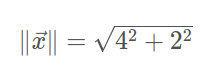 ‖x⃗‖ = √(4² + 2²)